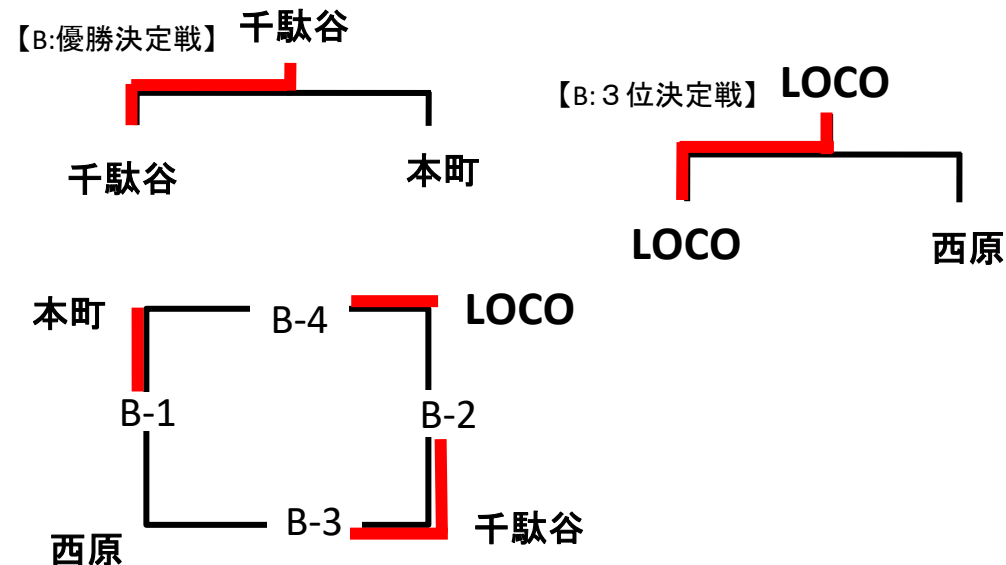 【B:優勝決定戦】 千駄谷
千駄谷 本町
【B:３位決定戦】 LOCO
LOCO 西原
本町 B-4 LOCO
B-1 B-2
西原 B-3 千駄谷